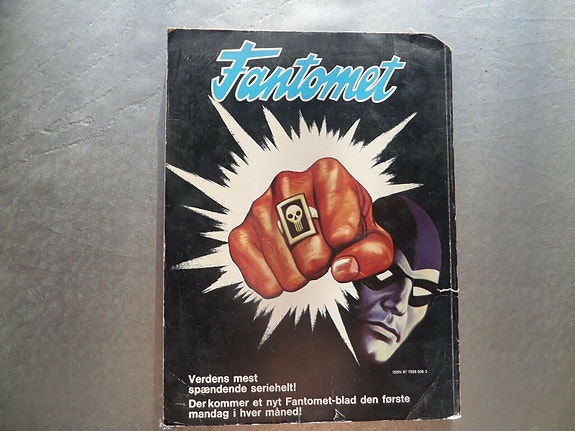 Fantomet
ISBN 87 7529 008 3
Verdens mest
spændende seriehelt!
Der kommer et nyt Fantomet-blad den første
mandag i hver måned!